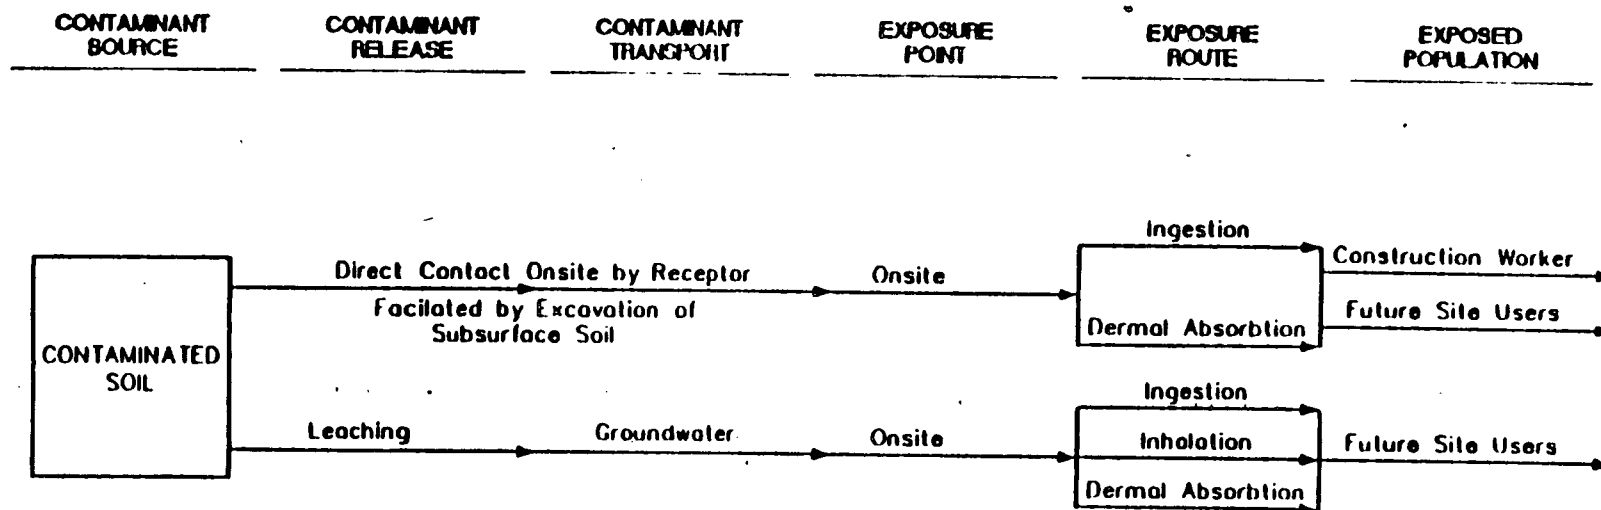 CONTAMINANT
BOURCE
CONTAMINANT
RELEASE
CONTAMINANT
TRANSPORT
EXPOSURE
POINT
EXPOSURE
ROUTE
EXPOSED
POPULATION
CONTAMINATED
SOIL
Direct Contact Onsite by Receptor
Facilated by Excavation of
Subsurface Soil
Onsite
Ingestion
Dermal Absorbtion
Construction Worker
Future Site Users
Leaching
Groundwater
Onsite
Ingestion
Inhalation
Dermal Absorbtion
Future Site Users